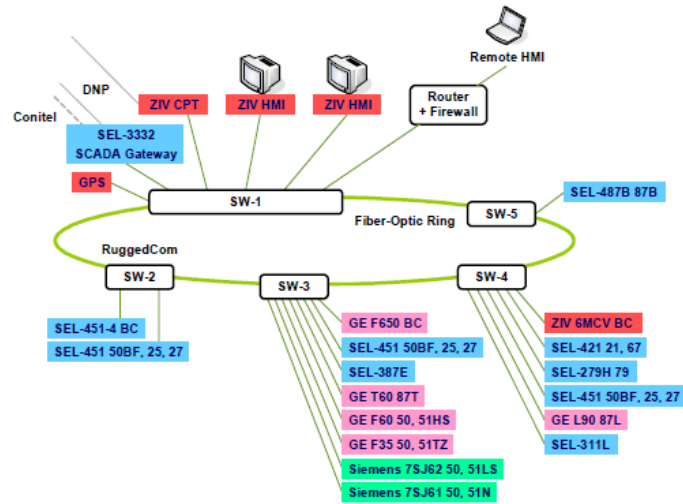 Remote HMI
DNP
Conitel
ZIV CPT
ZIV HMI
ZIV HMI
Router
+ Firewall
SEL-3332
SCADA Gateway
GPS
SW-1
SW-5
SEL-487B 87B
Fiber-Optic Ring
RuggedCom
SW-2
SW-3
SW-4
SEL-451-4 BC
SEL-451 50BF, 25, 27
GE F650 BC
SEL-451 50BF, 25, 27
SEL-387E
GE T60 87T
GE F60 50, 51HS
GE F35 50, 51TZ
Siemens 7SJ62 50, 51LS
Siemens 7SJ61 50, 51N
ZIV 6MCV BC
SEL-421 21, 67
SEL-279H 79
SEL-451 50BF, 25, 27
GE L90 87L
SEL-311L